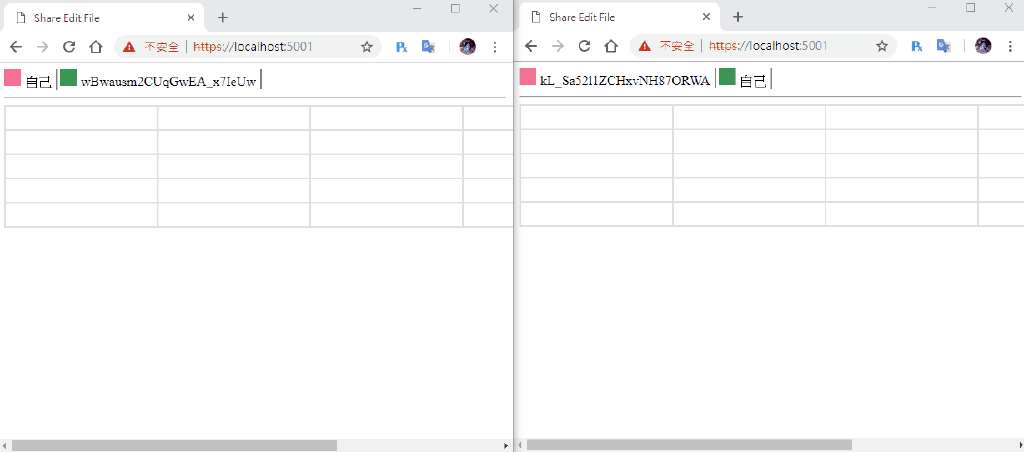 Share Edit File
不安全 https://localhost:5001
自己 wBwausm2CUqGwEA_x7IeUw
Share Edit File
不安全 https://localhost:5001
kL_Sa52l1ZCHxvNH87ORWA 自己